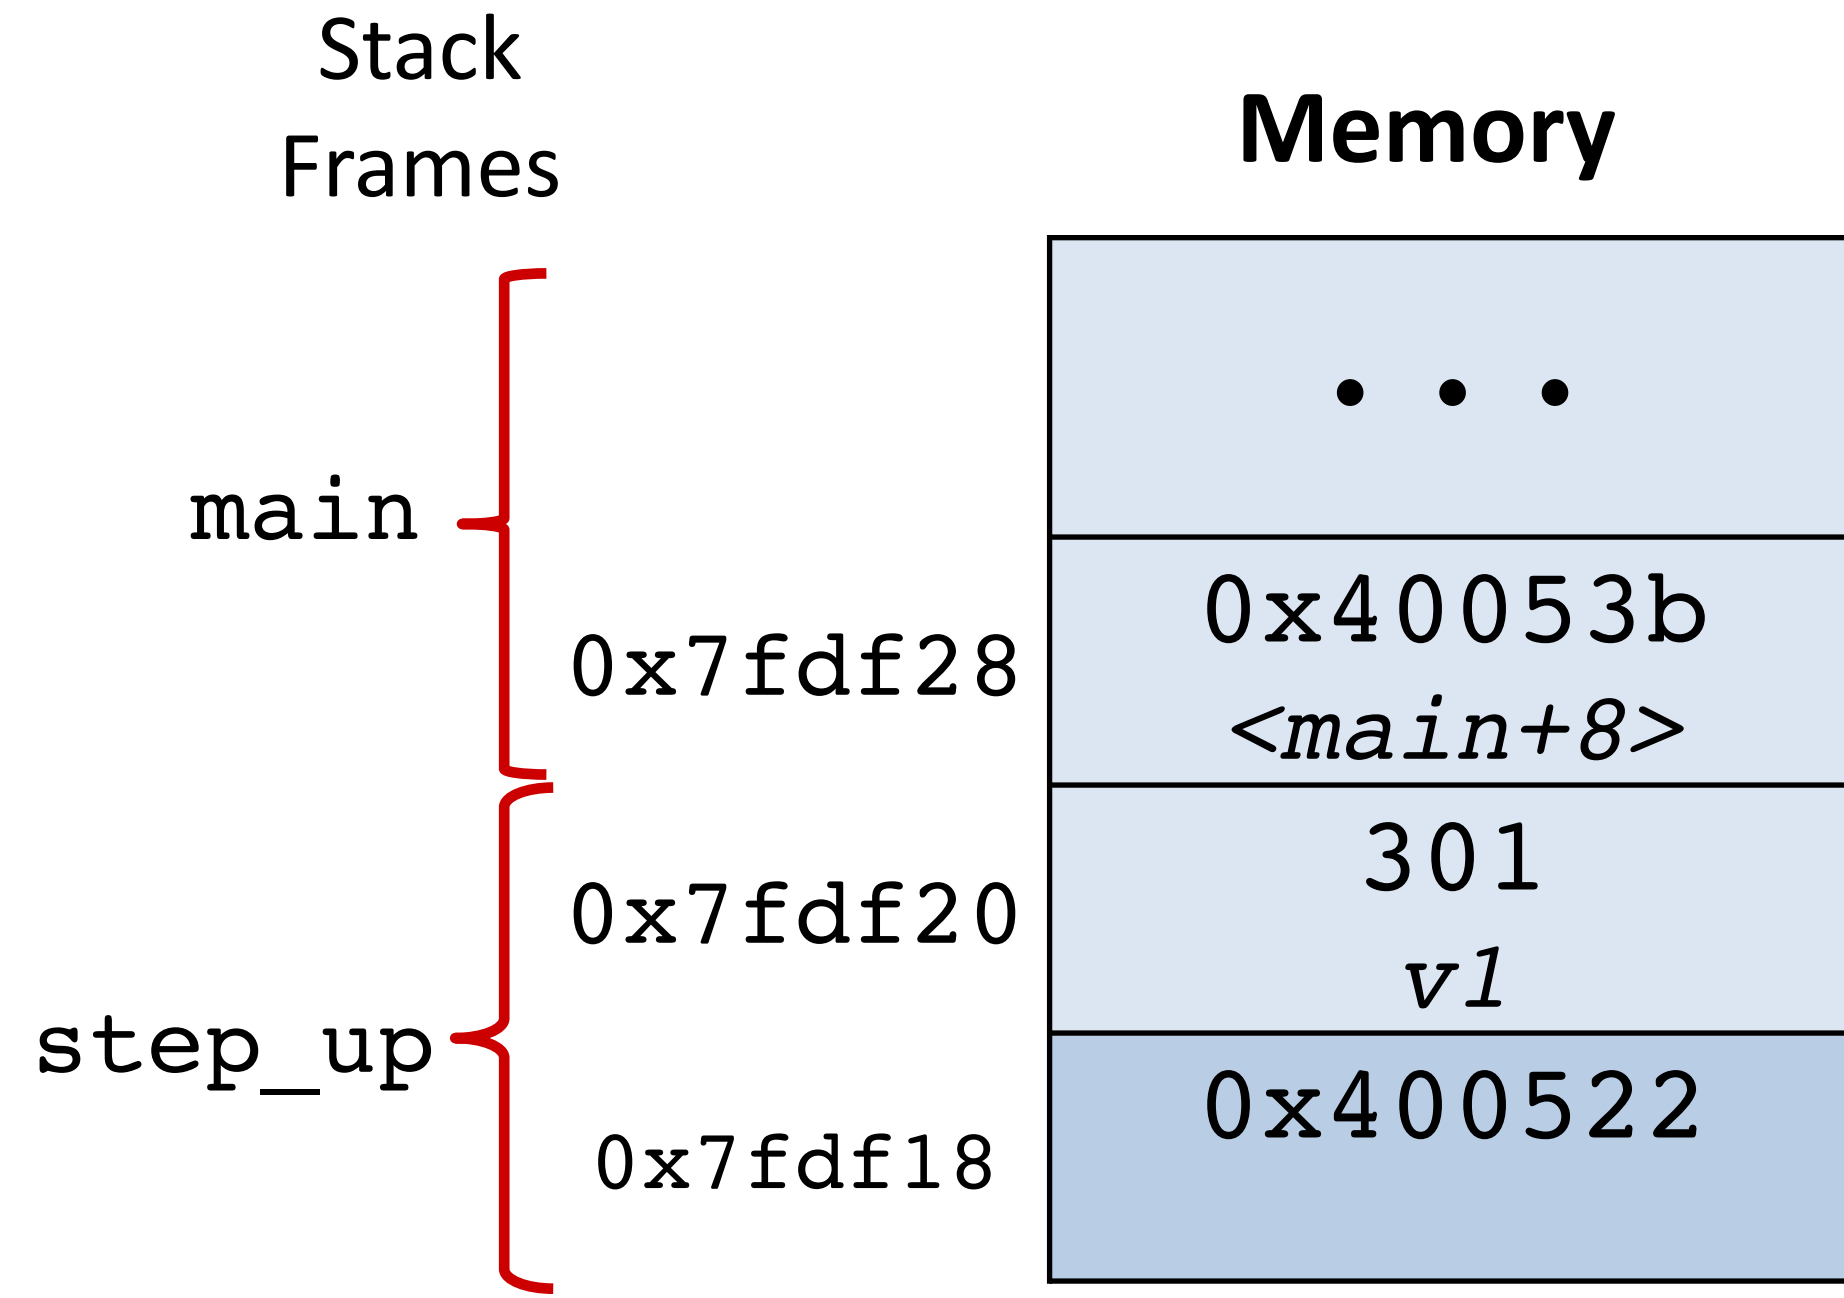 Stack
Frames
Memory
. . .
main
0x7fdf28
0x40053b
<main+8>
step_up
0x7fdf20
301
v1
0x7fdf18
0x400522